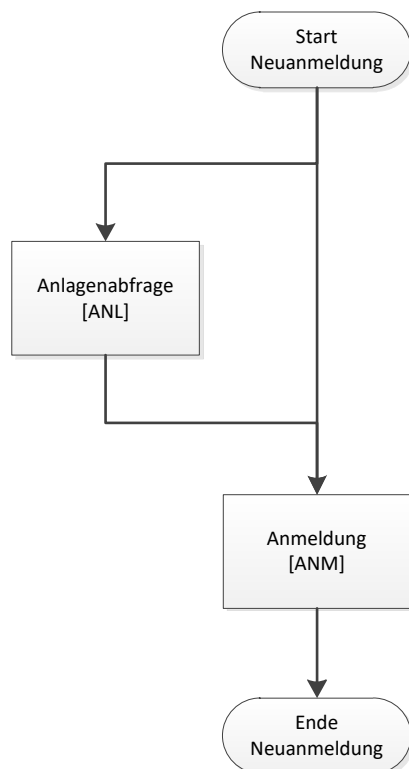 Start
Neuanmeldung
Anlagenabfrage
[ANL]
Anmeldung
[ANM]
Ende
Neuanmeldung